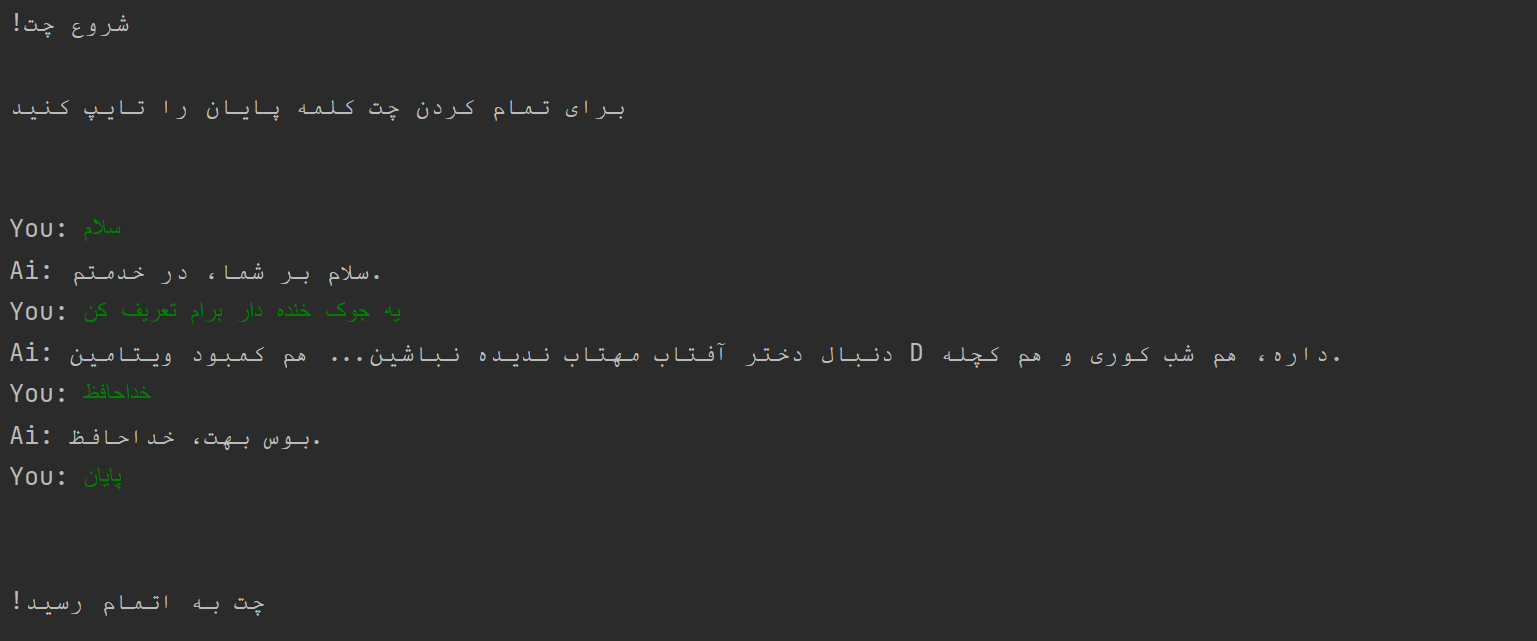 شروع چت!
برای تمام کردن چت کلمه پایان را تایپ کنید
You: سلام
Ai: سلام بر شما، در خدمتم.
You: یه جوک خنده دار برام تعریف کن
Ai: دنبال دختر آفتاب مهتاب ندیده نباشین... هم کمبود ویتامین D داره، هم شب کوری و هم کچله.
You: خداحافظ
Ai: بوس بهت، خداحافظ.
You: پایان
چت به اتمام رسید!